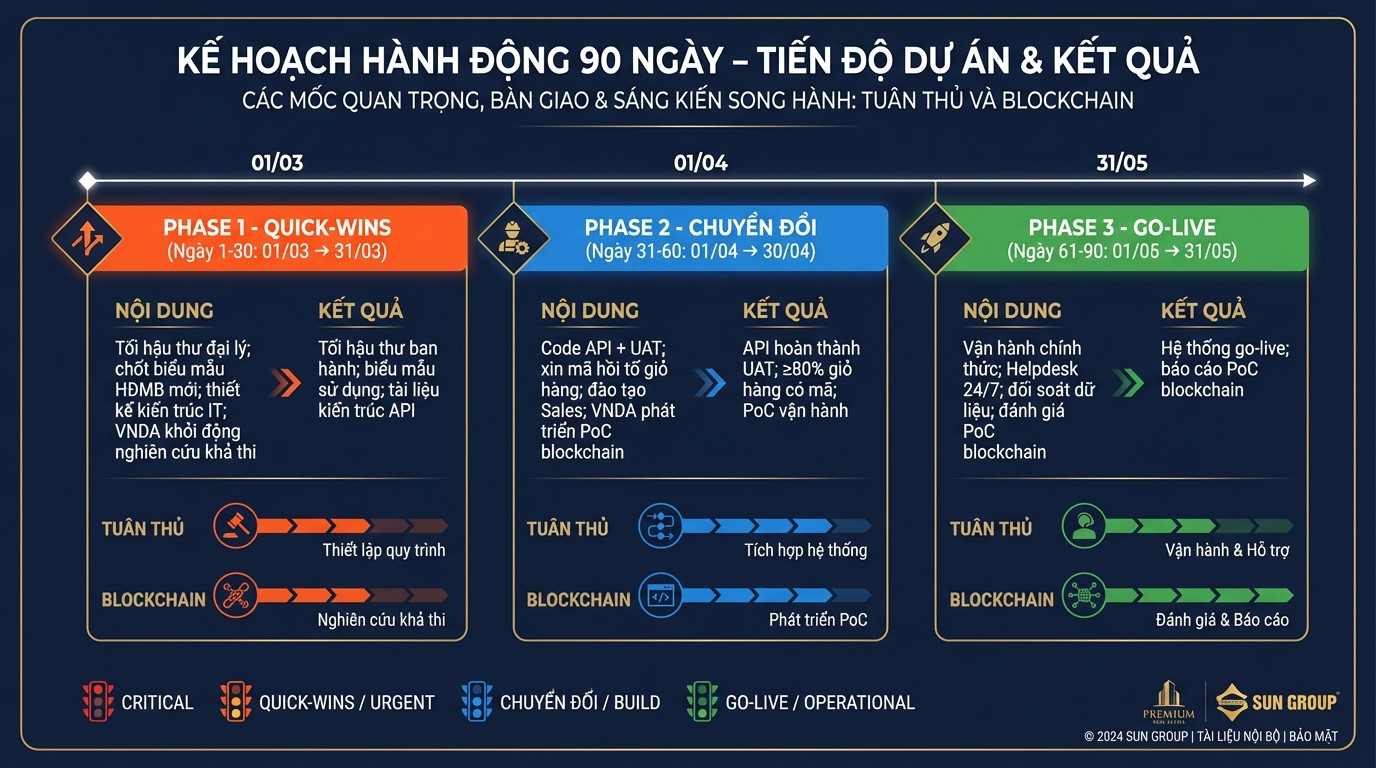 KẾ HOẠCH HÀNH ĐỘNG 90 NGÀY – TIẾN ĐỘ DỰ ÁN & KẾT QUẢ
CÁC MỐC QUAN TRỌNG, BÀN GIAO & SÁNG KIẾN SONG HÀNH: TUÂN THỦ VÀ BLOCKCHAIN
01/03
01/04
31/05
PHASE 1 - QUICK-WINS
(Ngày 1-30: 01/03 → 31/03)
NỘI DUNG
Tối hậu thư đại lý;
chốt biểu mẫu
HĐMB mới; thiết
kế kiến trúc IT;
VNDA khởi động
nghiên cứu khả thi
KẾT QUẢ
Tối hậu thư ban
hành; biểu mẫu
sử dụng; tài liệu
kiến trúc API
TUÂN THỦ
Thiết lập quy trình
BLOCKCHAIN
Nghiên cứu khả thi
PHASE 2 - CHUYỂN ĐỔI
(Ngày 31-60: 01/04 → 30/04)
NỘI DUNG
Code API + UAT;
xin mã hồi tố giỏ
hàng; đào tạo
Sales; VNDA phát
triển PoC
blockchain
KẾT QUẢ
API hoàn thành
UAT; ≥80% giỏ
hàng có mã;
PoC vận hành
TUÂN THỦ
Tích hợp hệ thống
BLOCKCHAIN
Phát triển PoC
PHASE 3 - GO-LIVE
(Ngày 61-90: 01/05 → 31/05)
NỘI DUNG
Vận hành chính
thức; Helpdesk
24/7; đối soát dữ
liệu; đánh giá
PoC
blockchain
KẾT QUẢ
Hệ thống go-live;
báo cáo PoC
blockchain
TUÂN THỦ
Vận hành & Hỗ trợ
BLOCKCHAIN
Đánh giá & Báo cáo
CRITICAL
QUICK-WINS / URGENT
CHUYỂN ĐỔI / BUILD
GO-LIVE / OPERATIONAL
PREMIUM
SUN GROUP
© 2024 SUN GROUP | TÀI LIỆU NỘI BỘ | BẢO MẬT